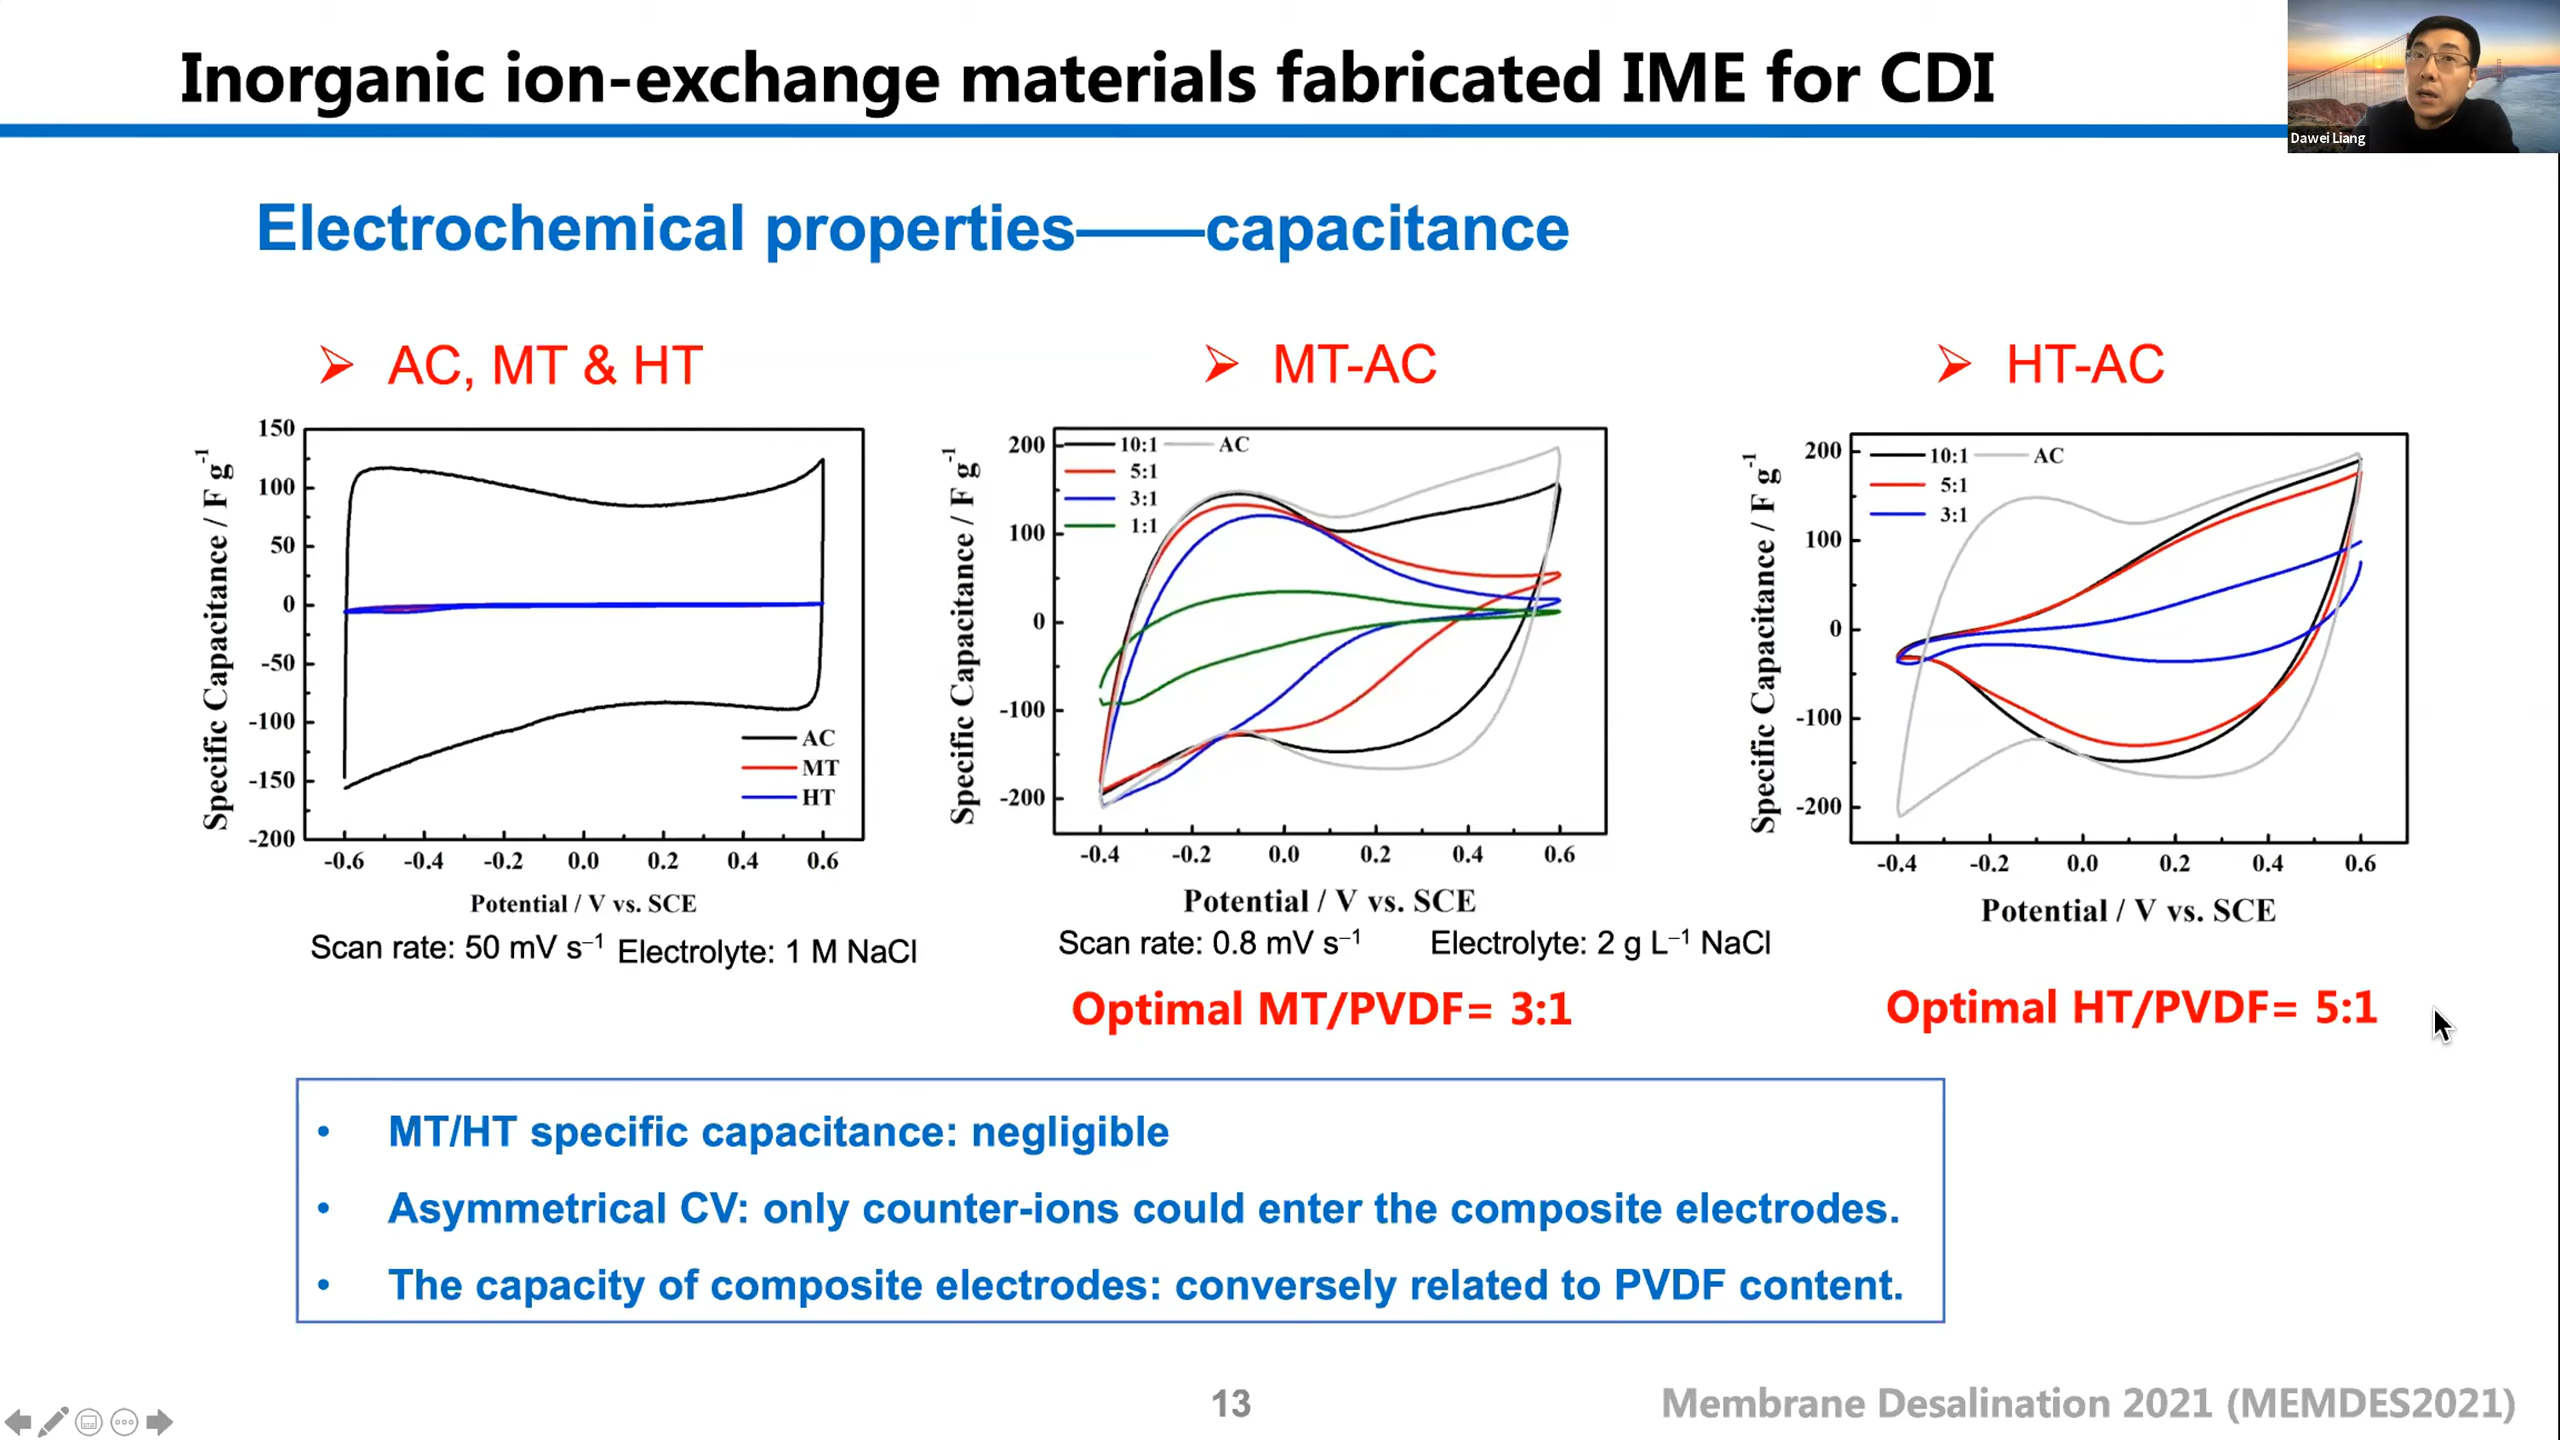 Inorganic ion-exchange materials fabricated IME for CDI
Dawei Liang
Electrochemical properties——capacitance
➢ AC, MT & HT
➢ MT-AC
➢ HT-AC
Specific Capacitance / F g⁻¹
150
100
50
0
-50
-100
-150
-200
AC
MT
HT
-0.6 -0.4 -0.2 0.0 0.2 0.4 0.6
Potential / V vs. SCE
Scan rate: 50 mV s⁻¹ Electrolyte: 1 M NaCl
Specific Capacitance / F g⁻¹
200
100
0
-100
-200
10:1 AC
5:1
3:1
1:1
-0.4 -0.2 0.0 0.2 0.4 0.6
Potential / V vs. SCE
Scan rate: 0.8 mV s⁻¹ Electrolyte: 2 g L⁻¹ NaCl
Optimal MT/PVDF= 3:1
Specific Capacitance / F g⁻¹
200
100
0
-100
-200
10:1 AC
5:1
3:1
-0.4 -0.2 0.0 0.2 0.4 0.6
Potential / V vs. SCE
Optimal HT/PVDF= 5:1
• MT/HT specific capacitance: negligible
• Asymmetrical CV: only counter-ions could enter the composite electrodes.
• The capacity of composite electrodes: conversely related to PVDF content.
13
Membrane Desalination 2021 (MEMDES2021)